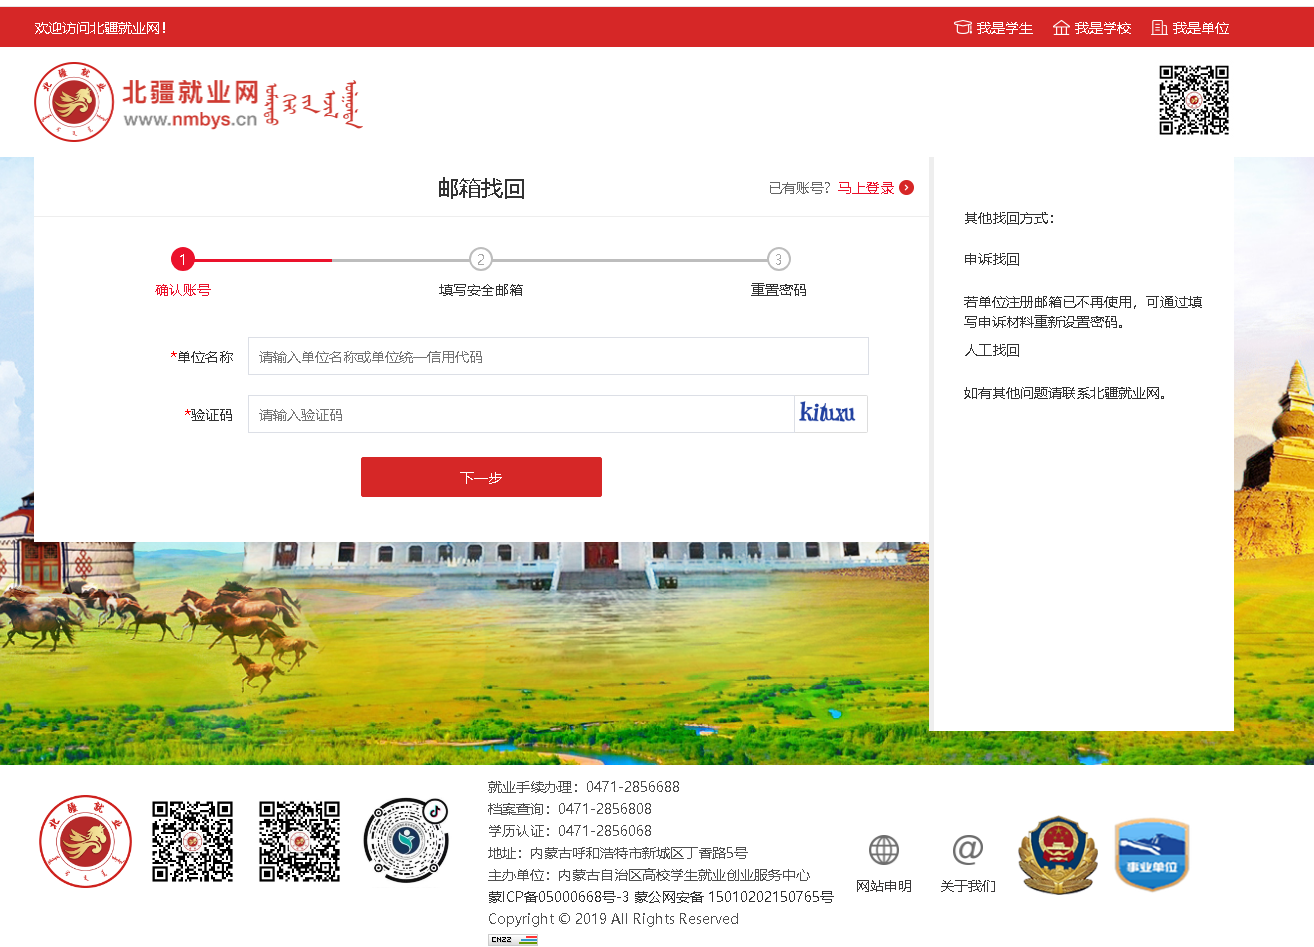 欢迎访问北疆就业网！
我是学生 我是学校 我是单位
北疆就业
北疆就业网
www.nmbys.cn
邮箱找回
已有账号？马上登录
1 2 3
确认账号 填写安全邮箱 重置密码
*单位名称 请输入单位名称或单位统一信用代码
*验证码 请输入验证码 kituxu
下一步
其他找回方式：
申诉找回
若单位注册邮箱已不再使用，可通过填
写申诉材料重新设置密码。
人工找回
如有其他问题请联系北疆就业网。
北疆就业
就业手续办理：0471-2856688
档案查询：0471-2856808
学历认证：0471-2856068
地址：内蒙古呼和浩特市新城区丁香路5号
主办单位：内蒙古自治区高校学生就业创业服务中心
蒙ICP备05000668号-3 蒙公网安备 15010202150765号
Copyright © 2019 All Rights Reserved
CNZZ
网站申明 关于我们
事业单位